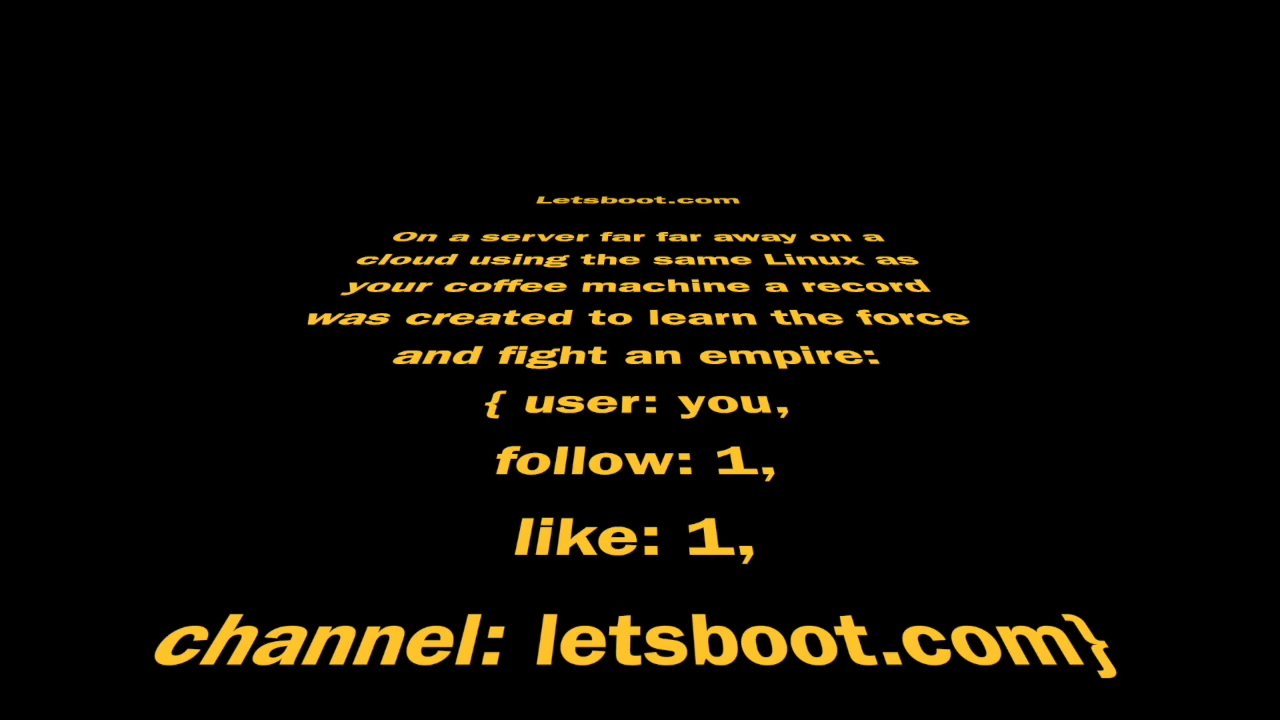 Letsboot.com
On a server far far away on a
cloud using the same Linux as
your coffee machine a record
was created to learn the force
and fight an empire:
{ user: you,
follow: 1,
like: 1,
channel: letsboot.com}